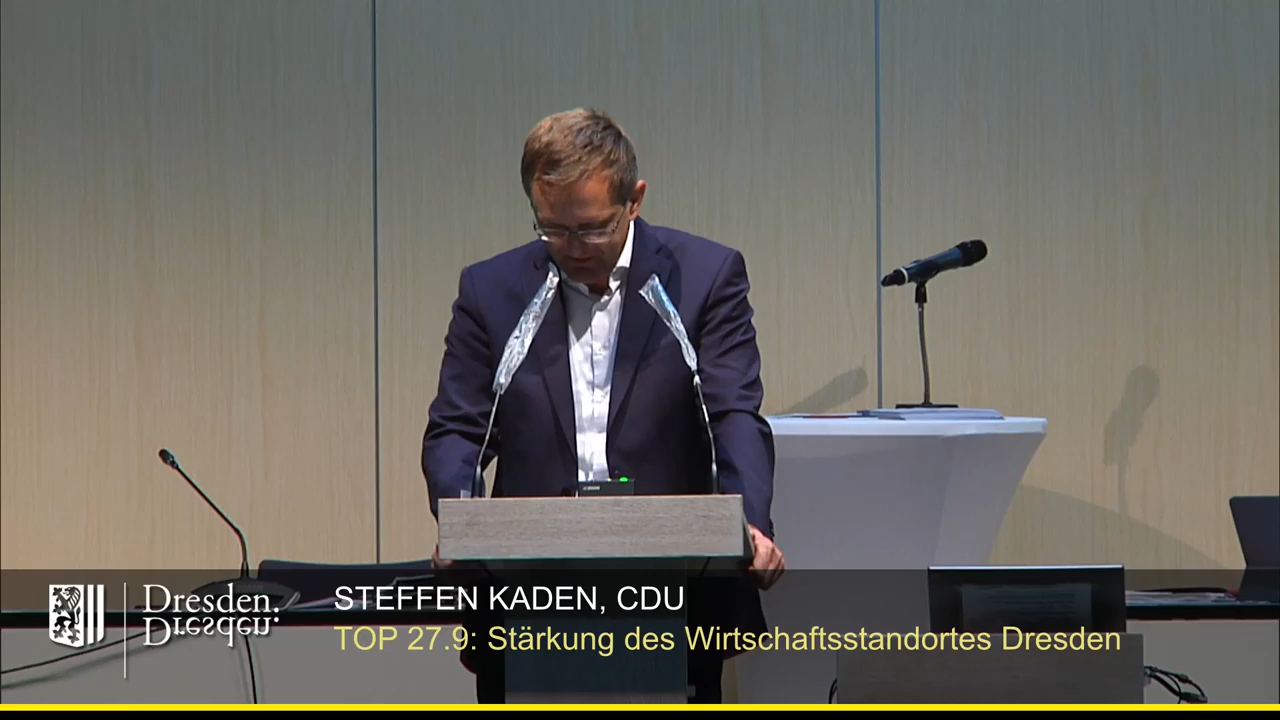 Dresden.
STEFFEN KADEN, CDU
TOP 27.9: Stärkung des Wirtschaftsstandortes Dresden